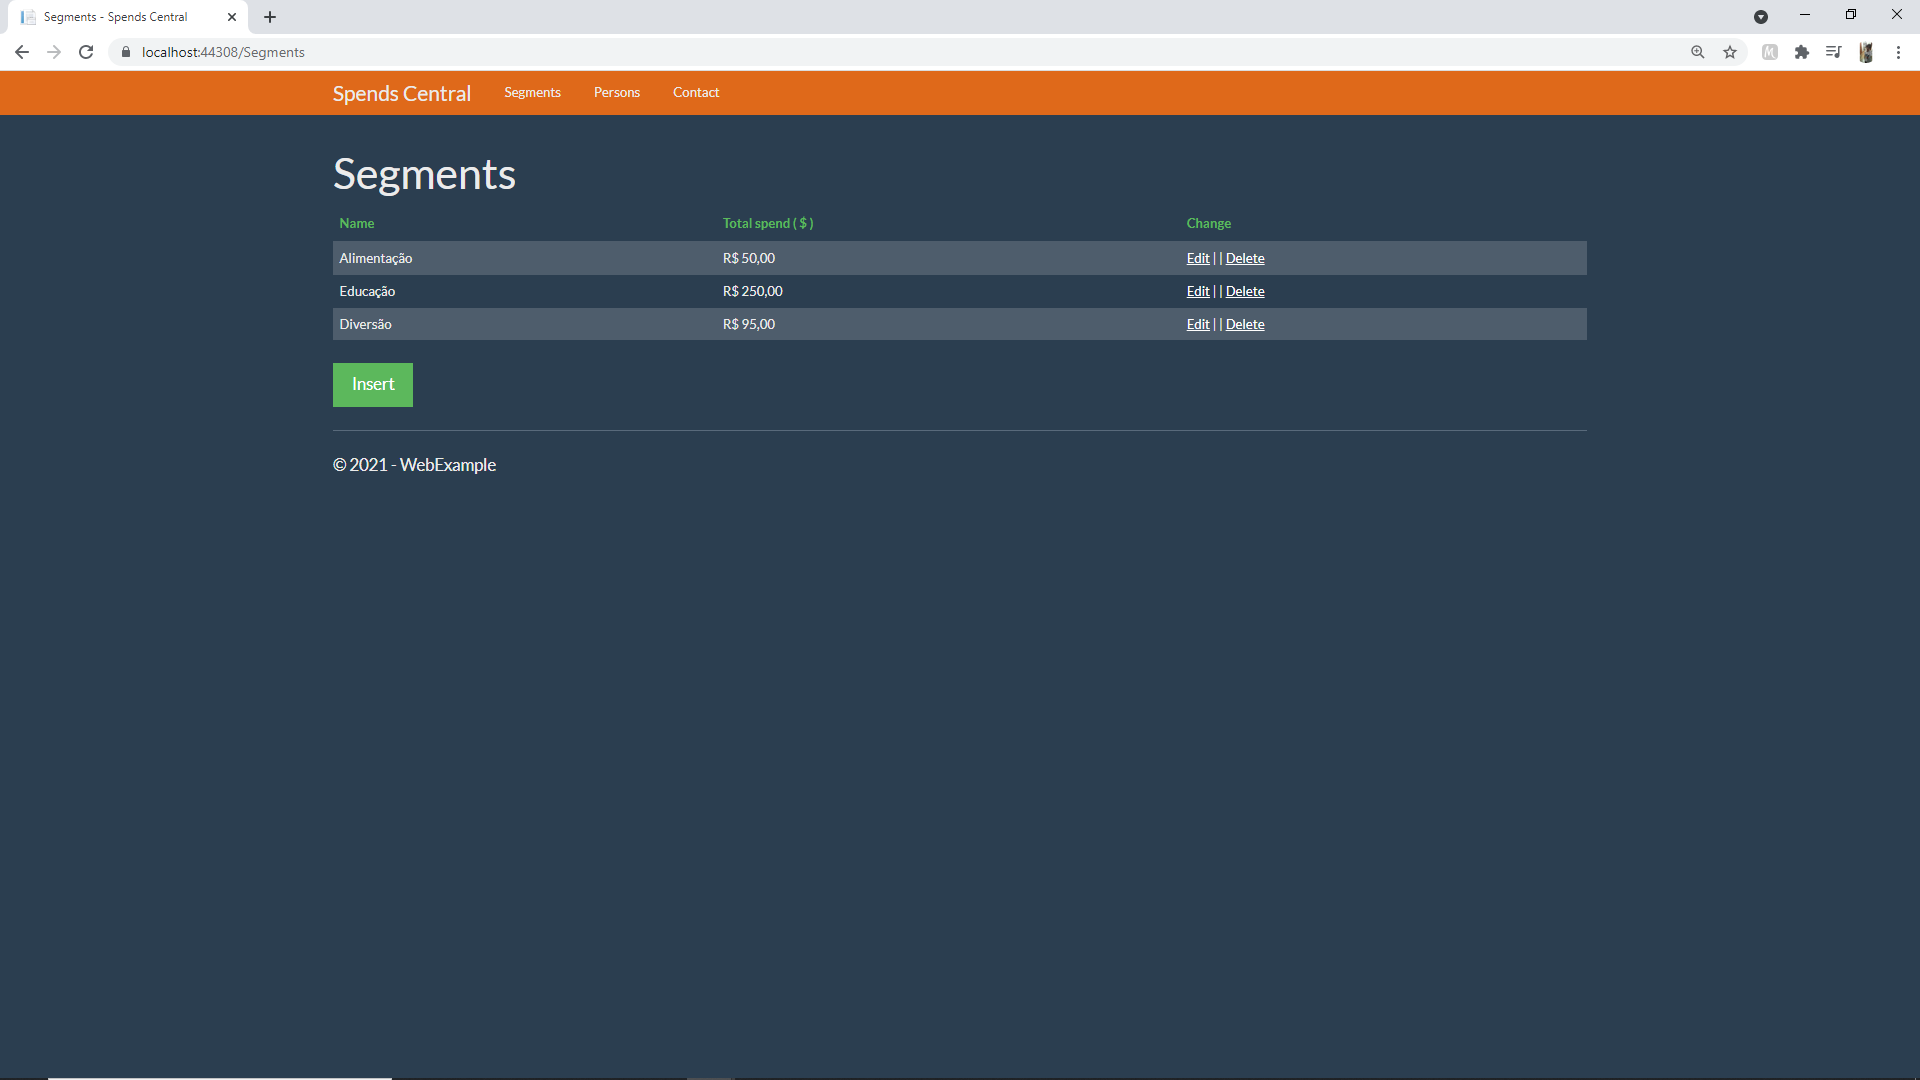 Segments - Spends Central
localhost:44308/Segments
Spends Central Segments Persons Contact
Segments
Name Total spend ( $ ) Change
Alimentação R$ 50,00 Edit | | Delete
Educação R$ 250,00 Edit | | Delete
Diversão R$ 95,00 Edit | | Delete
Insert
© 2021 - WebExample